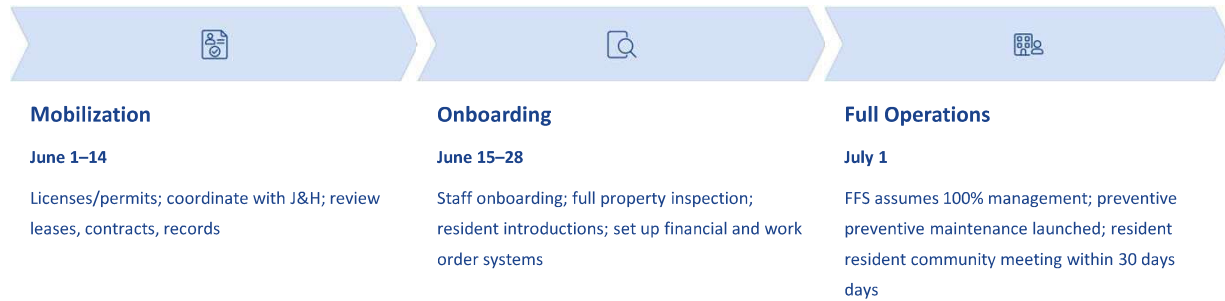 Mobilization
June 1–14
Licenses/permits; coordinate with J&H; review
leases, contracts, records
Onboarding
June 15–28
Staff onboarding; full property inspection;
resident introductions; set up financial and work
order systems
Full Operations
July 1
FFS assumes 100% management; preventive
preventive maintenance launched; resident
resident community meeting within 30 days
days